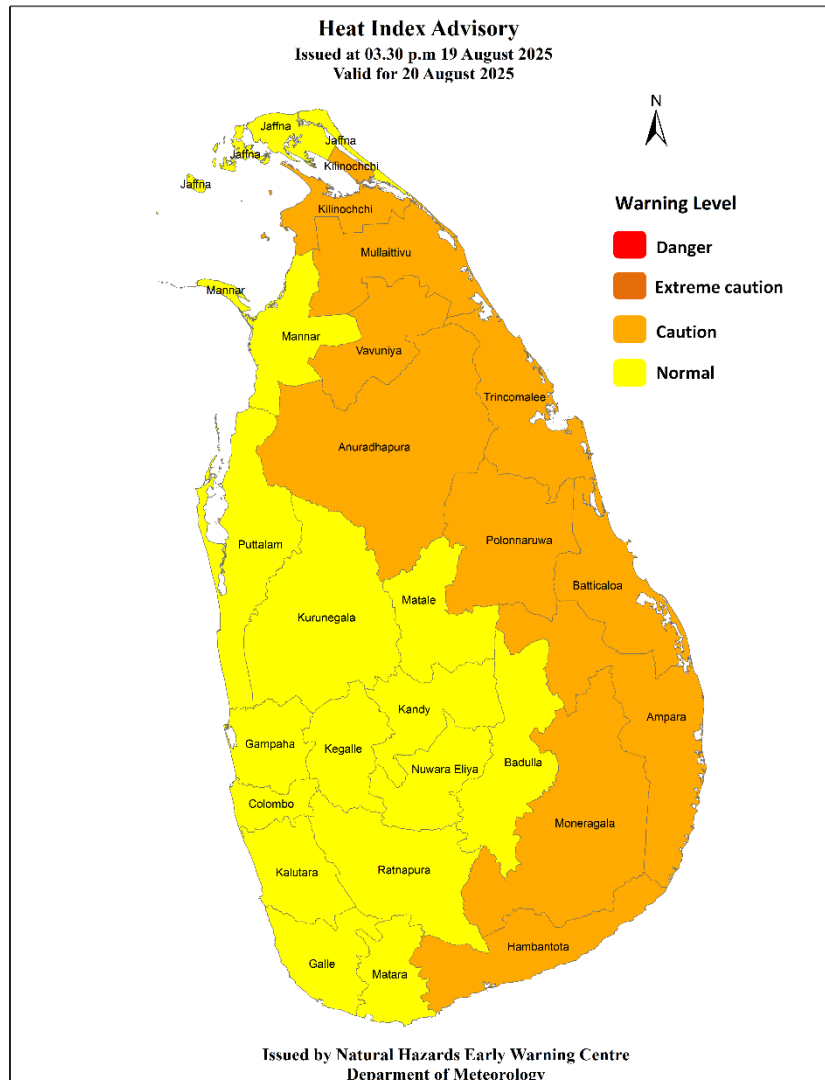 Heat Index Advisory
Issued at 03.30 p.m 19 August 2025
Valid for 20 August 2025
N
Jaffna
Jaffna
Jaffna
Kilinochchi
Jaffna
Kilinochchi
Mullaittivu
Mannar
Mannar
Vavuniya
Trincomalee
Anuradhapura
Puttalam
Polonnaruwa
Batticaloa
Matale
Kurunegala
Kandy
Ampara
Gampaha
Kegalle
Nuwara Eliya
Badulla
Colombo
Moneragala
Kalutara
Ratnapura
Hambantota
Galle
Matara
Warning Level
Danger
Extreme caution
Caution
Normal
Issued by Natural Hazards Early Warning Centre
Deparment of Meteorology